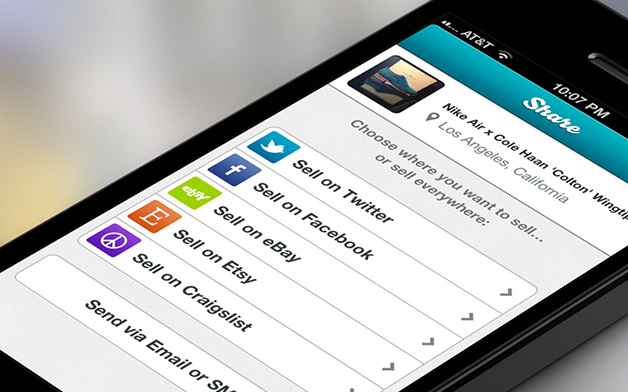 AT&T
10:07 PM
Share
Nike Air x Cole Haan 'Colton' Wingtip
Los Angeles, California
Choose where you want to sell...
or sell everywhere:
Sell on Twitter
f
Sell on Facebook
ebay
Sell on eBay
E
Sell on Etsy
Sell on Craigslist
Send via Email or SM